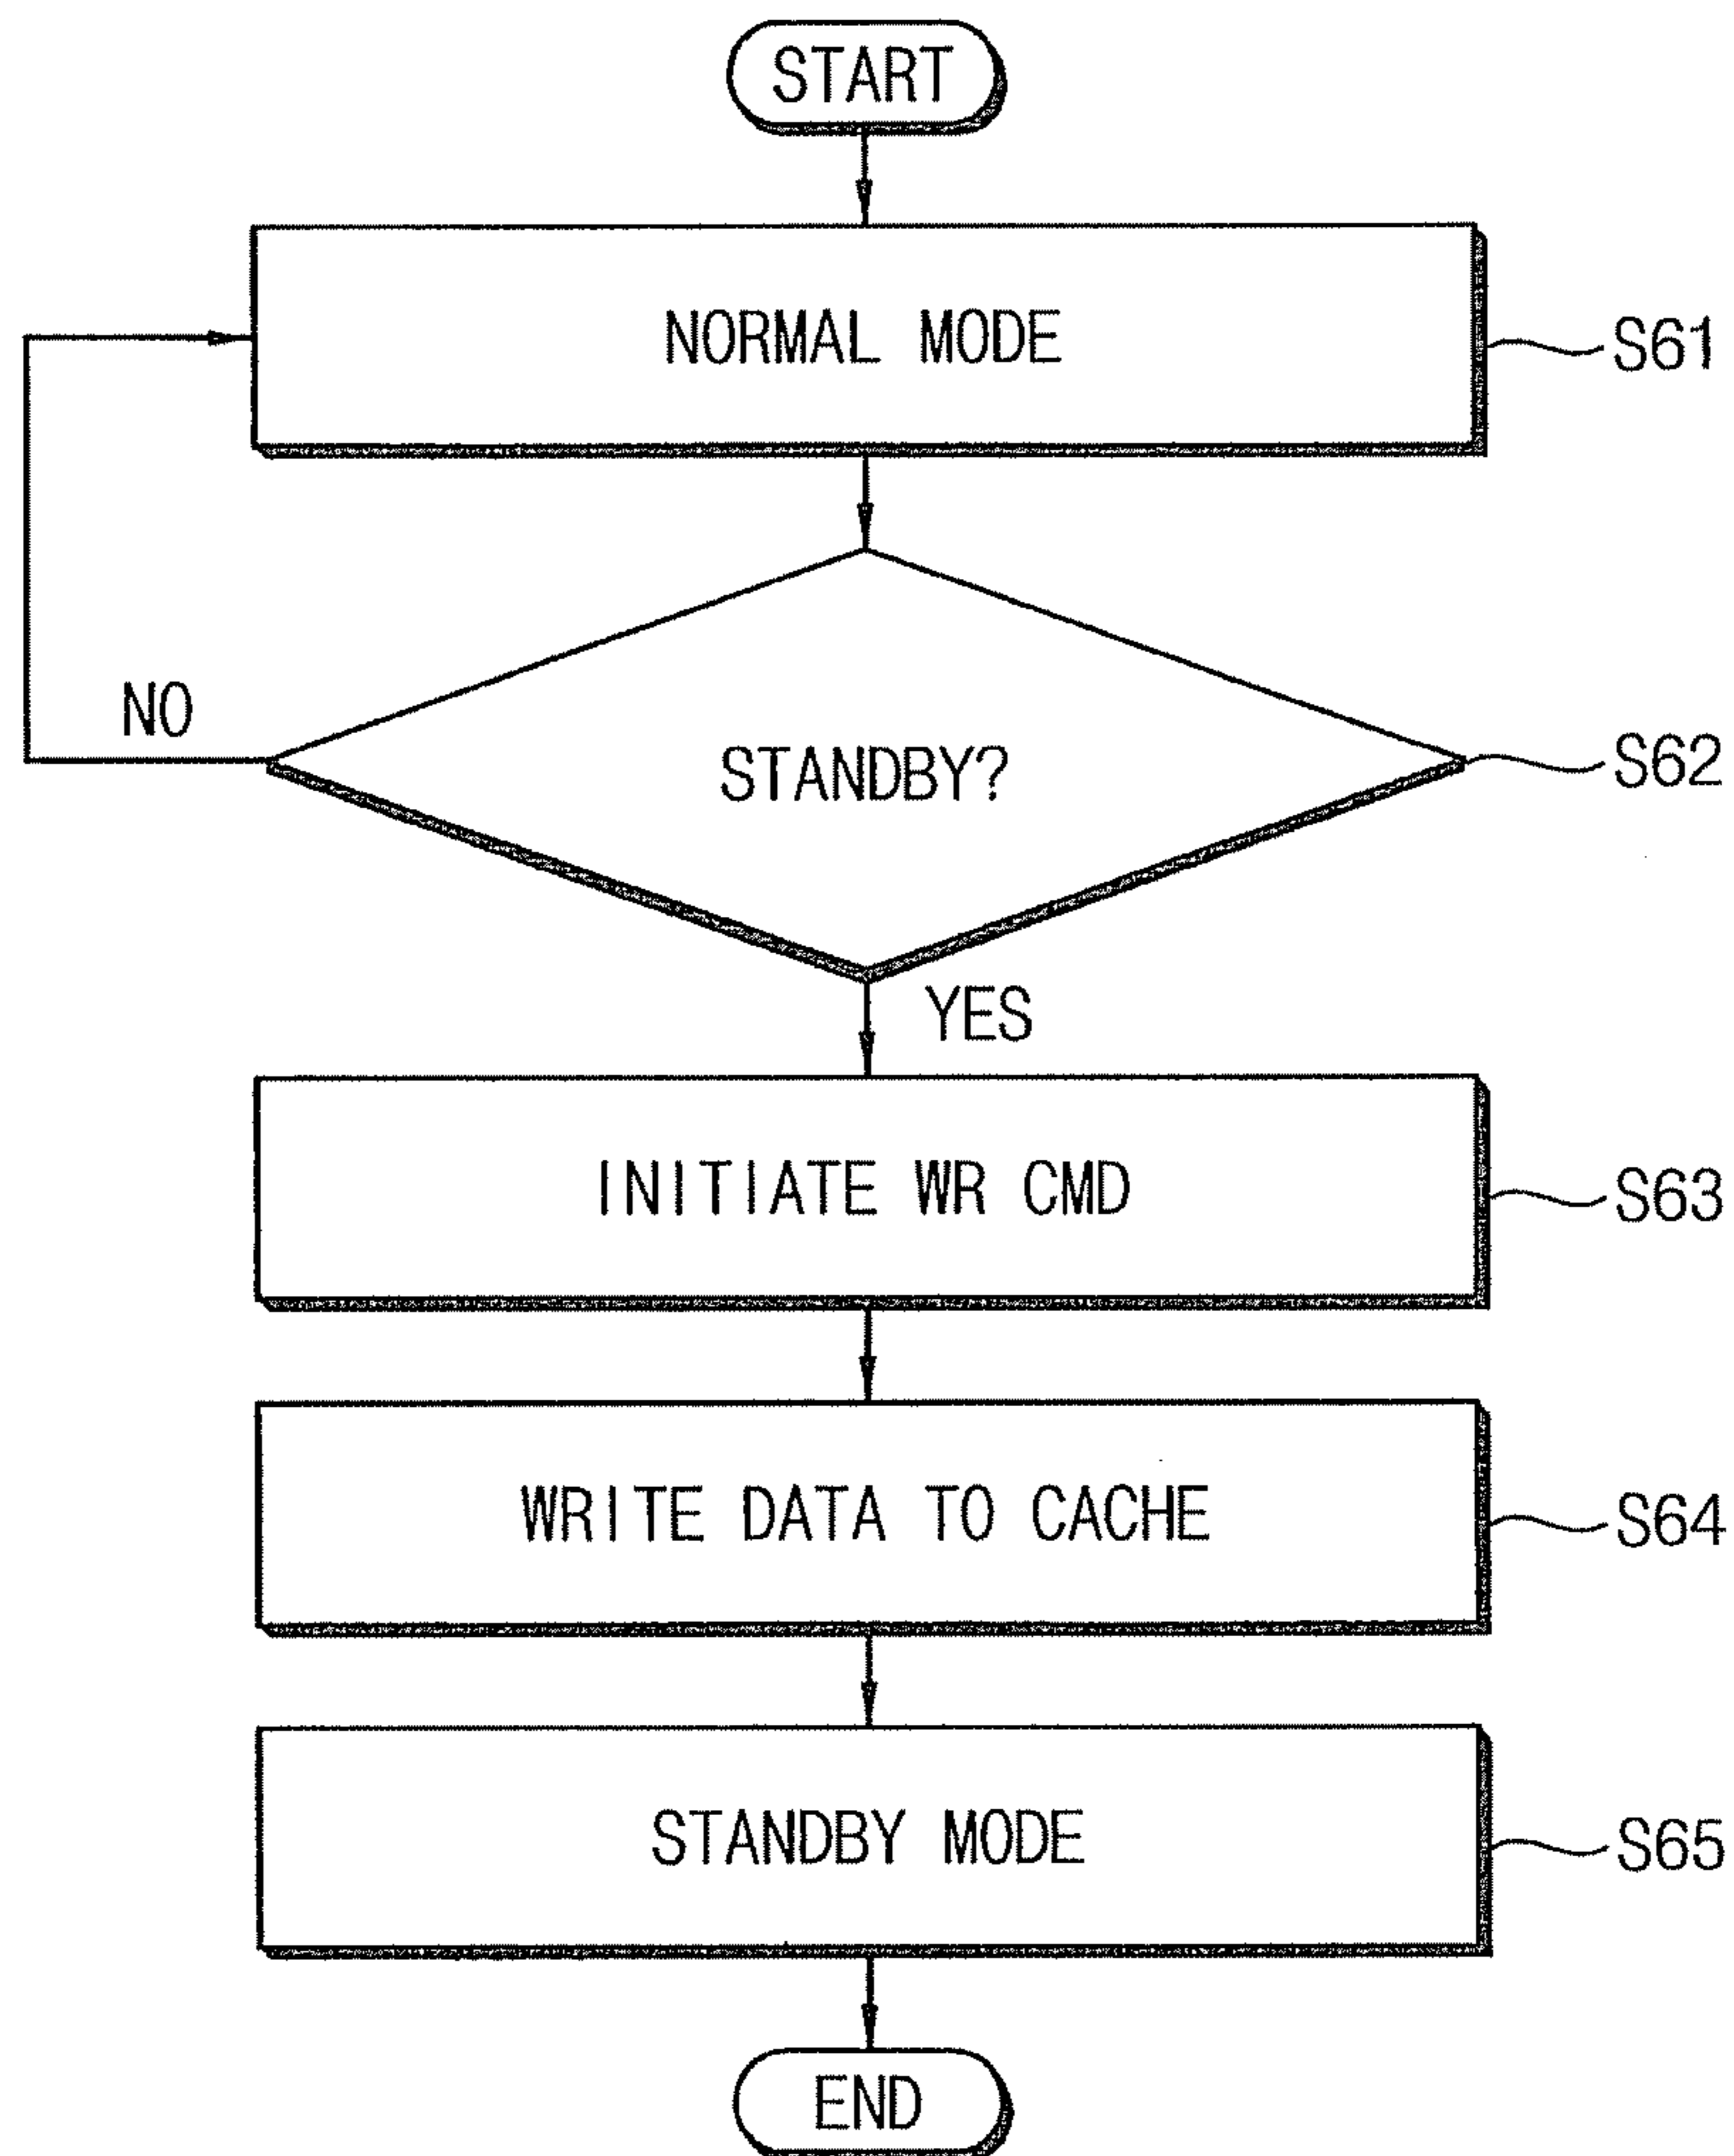 START
NORMAL MODE
S61
NO
STANDBY?
S62
YES
INITIATE WR CMD
S63
WRITE DATA TO CACHE
S64
STANDBY MODE
S65
END